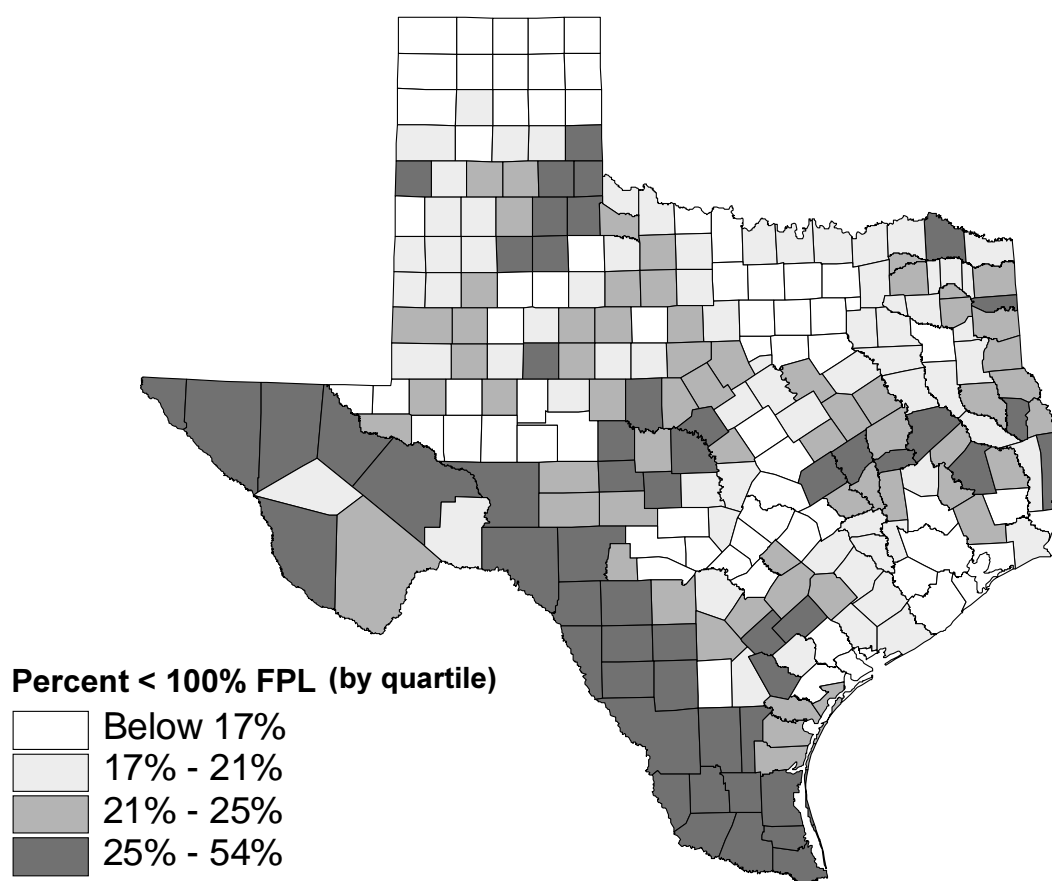 Percent < 100% FPL (by quartile)
Below 17%
17% - 21%
21% - 25%
25% - 54%